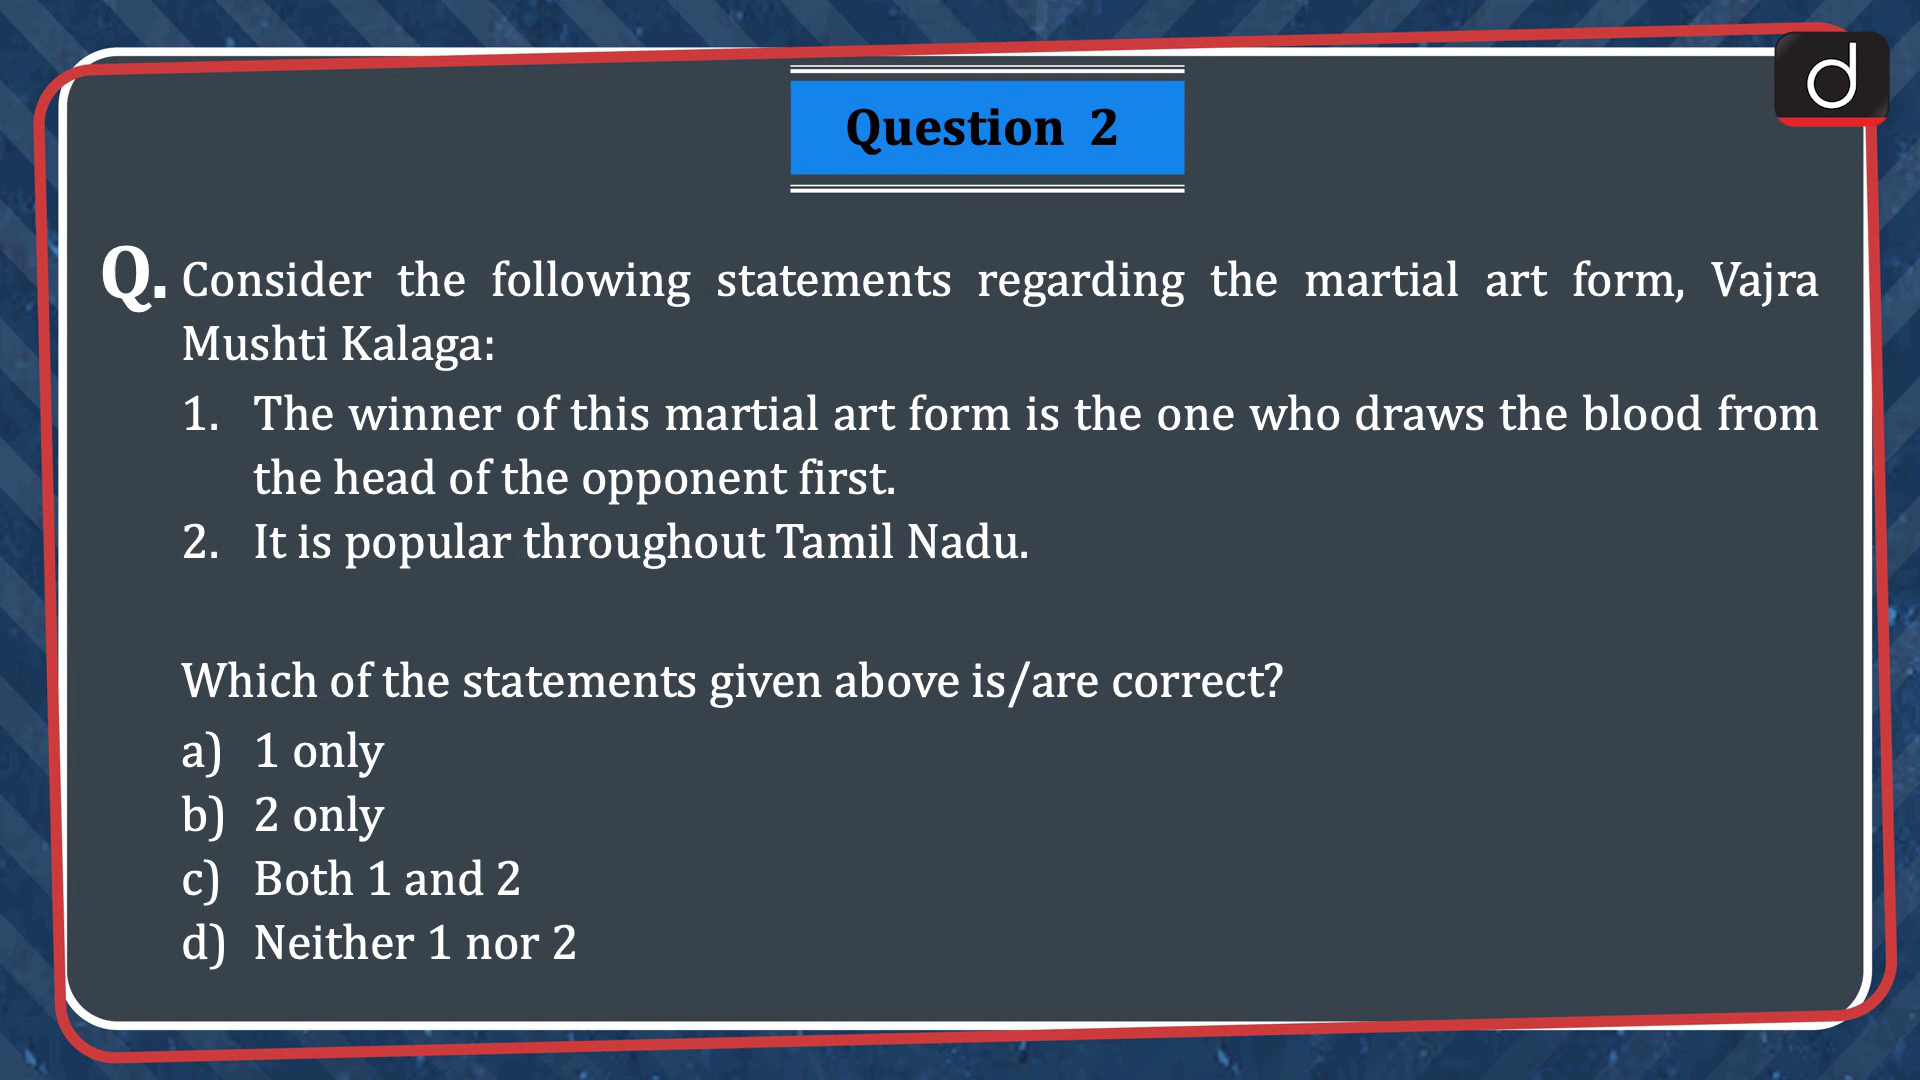 Question 2
d
Q. Consider the following statements regarding the martial art form, Vajra
Mushti Kalaga:
1. The winner of this martial art form is the one who draws the blood from
the head of the opponent first.
2. It is popular throughout Tamil Nadu.
Which of the statements given above is/are correct?
a) 1 only
b) 2 only
c) Both 1 and 2
d) Neither 1 nor 2